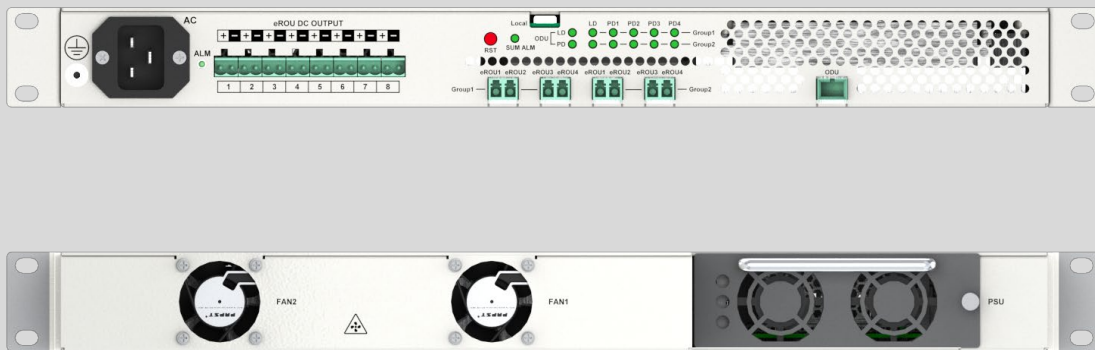 AC
eROU DC OUTPUT
+ - + - + - + - + - + - + - + -
ALM
1 2 3 4 5 6 7 8
RST
SUM ALM
Local
ODU
LD
PD
LD PD1 PD2 PD3 PD4
Group1
Group2
eROU1 eROU2 eROU3 eROU4 eROU1 eROU2 eROU3 eROU4
Group1
Group2
ODU
FAN2
PAPST
FAN1
PAPST
PSU